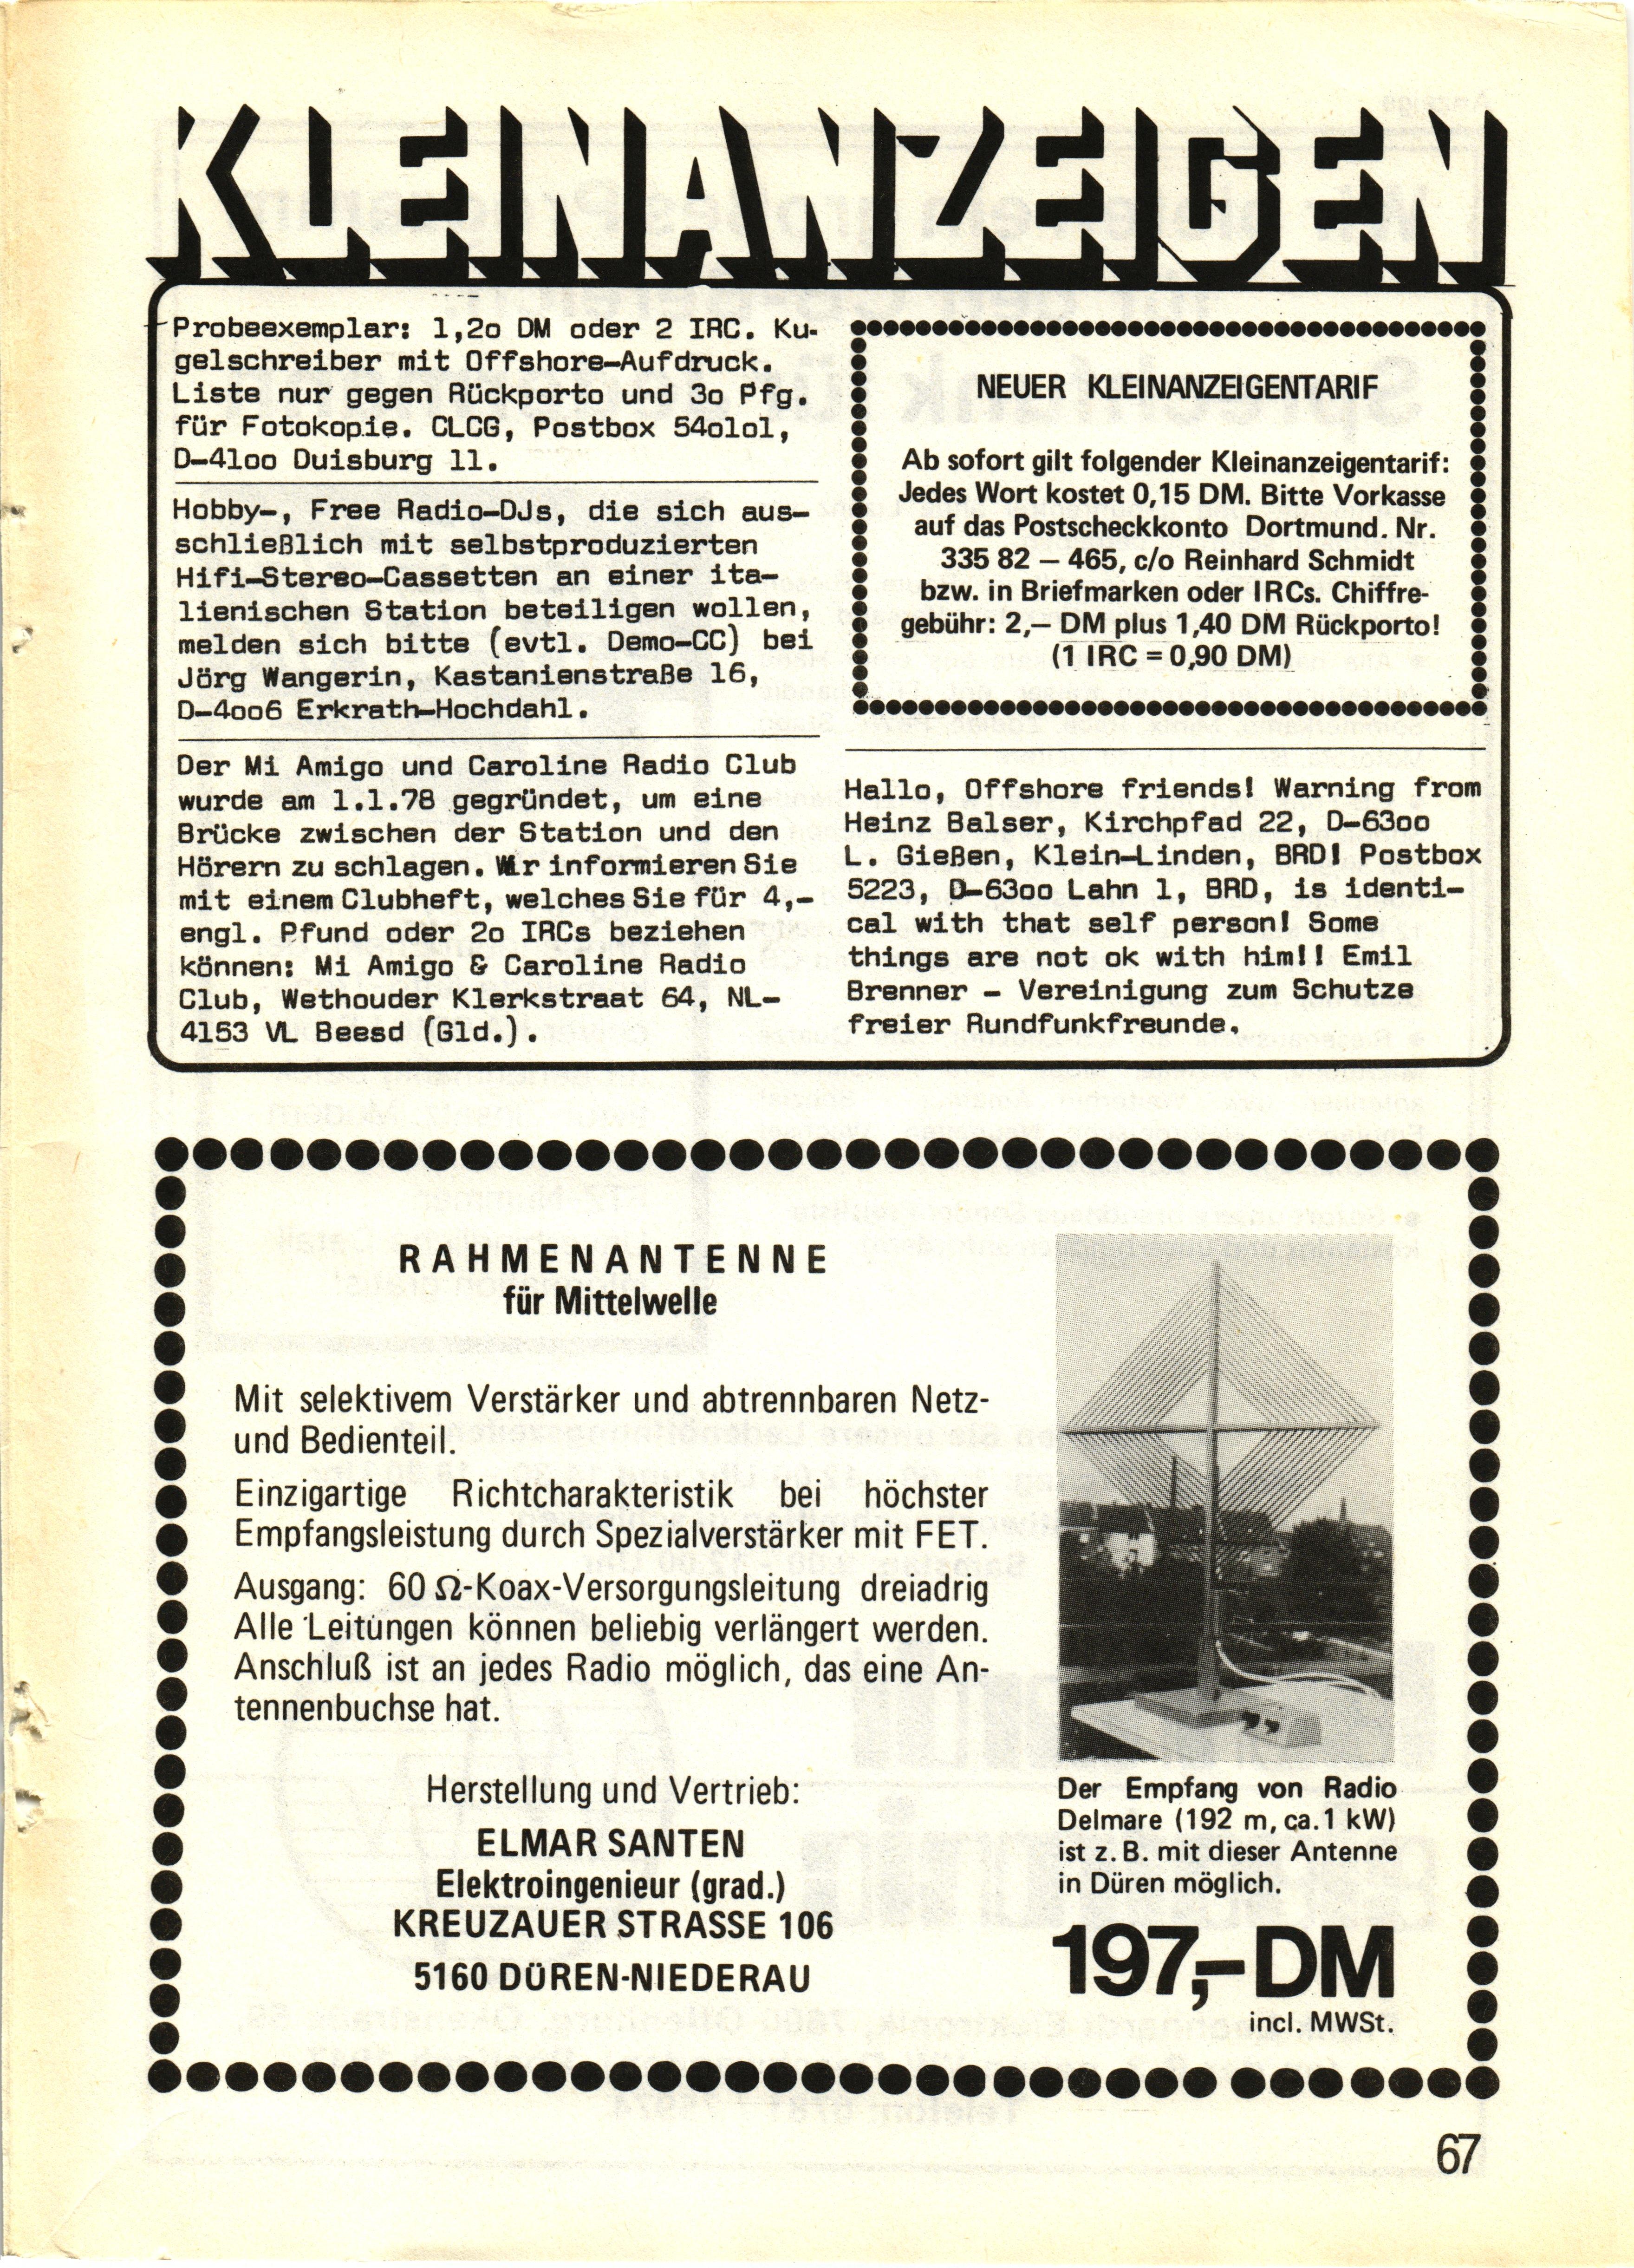 KLEINANZEIGEN
Probeexemplar: 1,2o DM oder 2 IRC. Ku-
gelschreiber mit Offshore-Aufdruck.
Liste nur gegen Rückporto und 3o Pfg.
für Fotokopie. CLCG, Postbox 54olol,
D-4loo Duisburg 11.
Hobby-, Free Radio-DJs, die sich aus-
schließlich mit selbstproduzierten
Hifi-Stereo-Cassetten an einer ita-
lienischen Station beteiligen wollen,
melden sich bitte (evtl. Demo-CC) bei
Jörg Wangerin, Kastanienstraße 16,
D-4oo6 Erkrath-Hochdahl.
Der Mi Amigo und Caroline Radio Club
wurde am 1.1.78 gegründet, um eine
Brücke zwischen der Station und den
Hörern zu schlagen. Wir informieren Sie
mit einem Clubheft, welches Sie für 4,-
engl. Pfund oder 2o IRCs beziehen
können: Mi Amigo & Caroline Radio
Club, Wethouder Klerkstraat 64, NL-
4153 VL Beesd (Gld.).
NEUER KLEINANZEIGENTARIF
Ab sofort gilt folgender Kleinanzeigentarif:
Jedes Wort kostet 0,15 DM. Bitte Vorkasse
auf das Postscheckkonto Dortmund. Nr.
335 82 – 465, c/o Reinhard Schmidt
bzw. in Briefmarken oder IRCs. Chiffre-
gebühr: 2,– DM plus 1,40 DM Rückporto!
(1 IRC = 0,90 DM)
Hallo, Offshore friends! Warning from
Heinz Balser, Kirchpfad 22, D-63oo
L. Gießen, Klein-Linden, BRD! Postbox
5223, D-63oo Lahn 1, BRD, is identi-
cal with that self person! Some
things are not ok with him!! Emil
Brenner - Vereinigung zum Schutze
freier Rundfunkfreunde.
RAHMENANTENNE
für Mittelwelle
Mit selektivem Verstärker und abtrennbaren Netz-
und Bedienteil.
Einzigartige Richtcharakteristik bei höchster
Empfangsleistung durch Spezialverstärker mit FET.
Ausgang: 60 Ω-Koax-Versorgungsleitung dreiadrig
Alle Leitungen können beliebig verlängert werden.
Anschluß ist an jedes Radio möglich, das eine An-
tennenbuchse hat.
Herstellung und Vertrieb:
ELMAR SANTEN
Elektroingenieur (grad.)
KREUZAUER STRASSE 106
5160 DÜREN-NIEDERAU
Der Empfang von Radio
Delmare (192 m, ca. 1 kW)
ist z. B. mit dieser Antenne
in Düren möglich.
197,– DM
incl. MWSt.
67